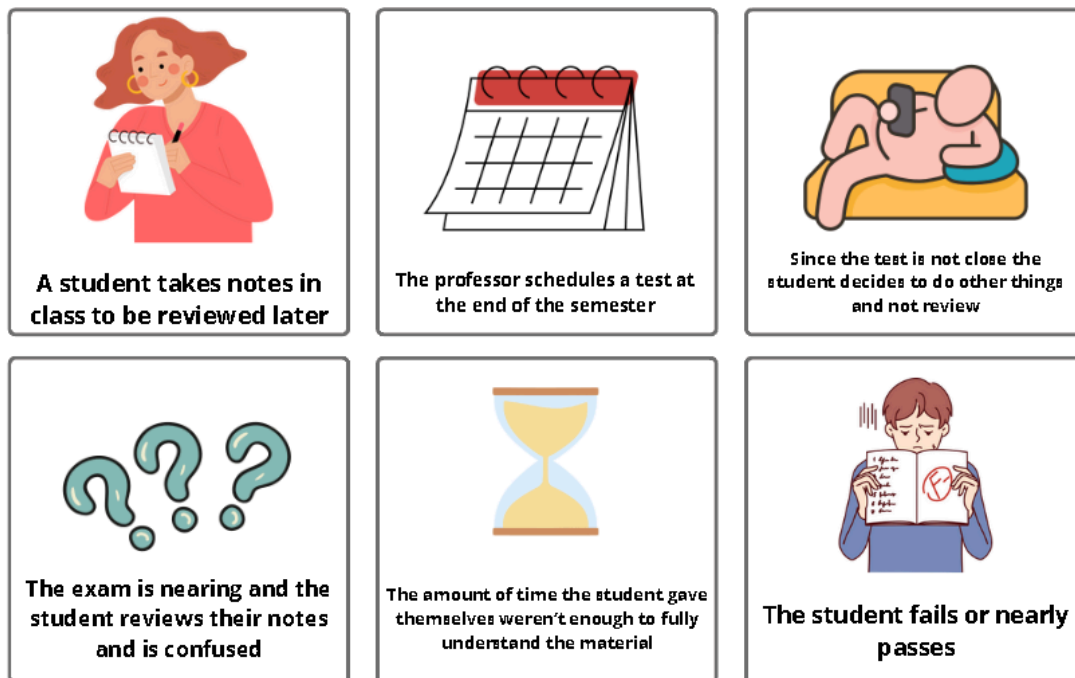 A student takes notes in
class to be reviewed later
The professor schedules a test at
the end of the semester
Since the test is not close the
student decides to do other things
and not review
The exam is nearing and the
student reviews their notes
and is confused
The amount of time the student gave
themselves weren't enough to fully
understand the material
F-
The student fails or nearly
passes